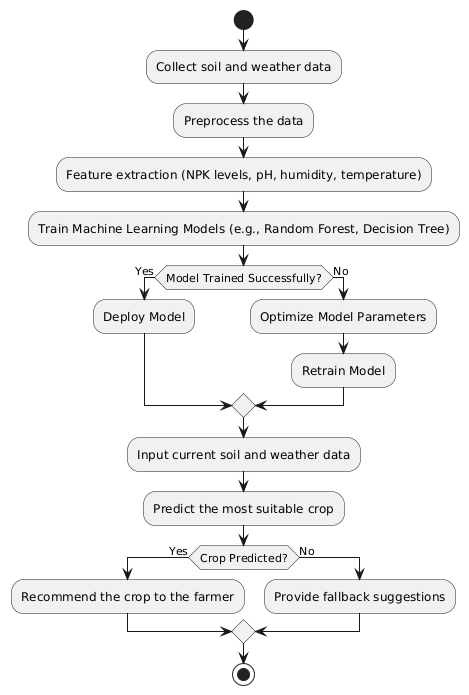 Collect soil and weather data
Preprocess the data
Feature extraction (NPK levels, pH, humidity, temperature)
Train Machine Learning Models (e.g., Random Forest, Decision Tree)
Yes
Model Trained Successfully?
No
Deploy Model
Optimize Model Parameters
Retrain Model
Input current soil and weather data
Predict the most suitable crop
Yes
Crop Predicted?
No
Recommend the crop to the farmer
Provide fallback suggestions